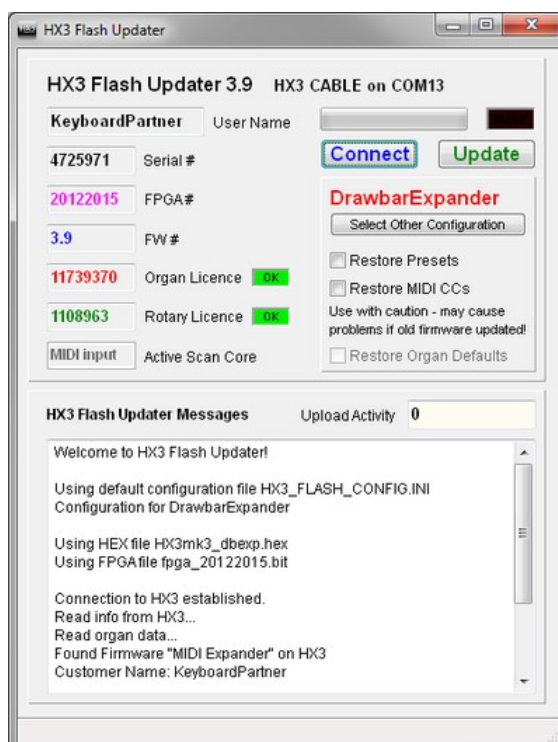 HX3 Flash Updater
HX3 Flash Updater 3.9 HX3 CABLE on COM13
KeyboardPartner User Name
4725971 Serial #
Connect Update
20122015 FPGA#
DrawbarExpander
Select Other Configuration
3.9 FW #
Restore Presets
11739370 Organ Licence OK
Restore MIDI CCs
1108963 Rotary Licence OK
Use with caution - may cause
problems if old firmware updated!
MIDI input Active Scan Core
Restore Organ Defaults
HX3 Flash Updater Messages Upload Activity 0
Welcome to HX3 Flash Updater!
Using default configuration file HX3_FLASH_CONFIG.INI
Configuration for DrawbarExpander
Using HEX file HX3mk3_dbexp.hex
Using FPGA file fpga_20122015.bit
Connection to HX3 established.
Read info from HX3...
Read organ data...
Found Firmware "MIDI Expander" on HX3
Customer Name: KeyboardPartner